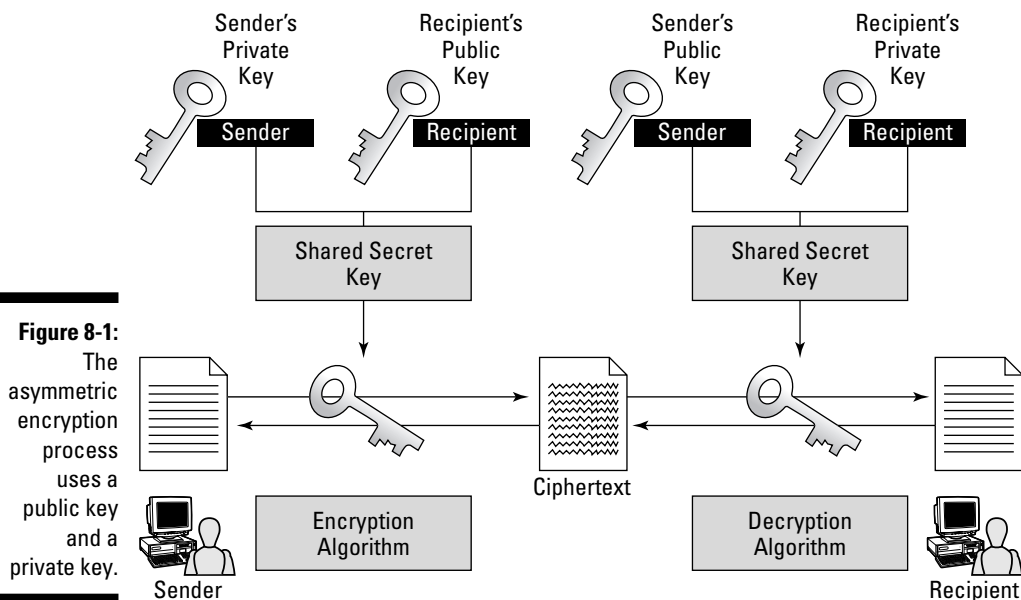 Sender's
Private
Key
Recipient's
Public
Key
Sender's
Public
Key
Recipient's
Private
Key
Sender
Recipient
Sender
Recipient
Shared Secret
Key
Shared Secret
Key
Figure 8-1:
The
asymmetric
encryption
process
uses a
public key
and a
private key.
Ciphertext
Encryption
Algorithm
Decryption
Algorithm
Sender
Recipient